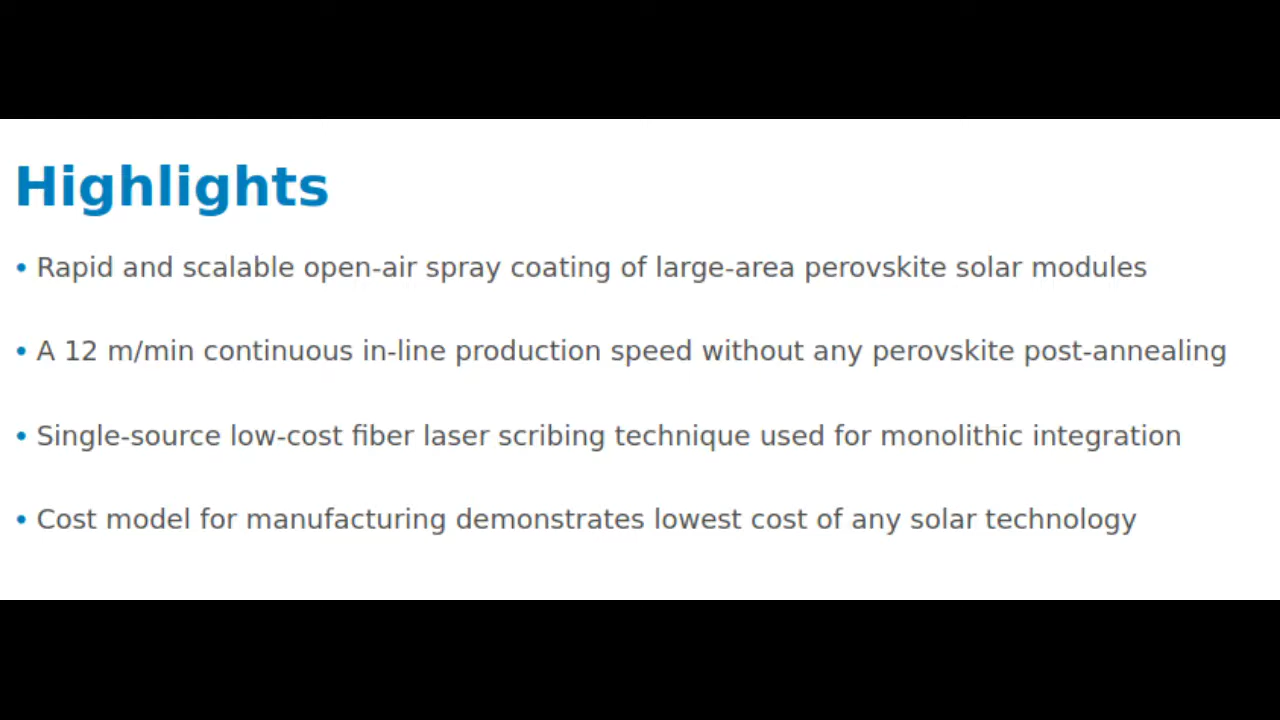 Highlights
• Rapid and scalable open-air spray coating of large-area perovskite solar modules
• A 12 m/min continuous in-line production speed without any perovskite post-annealing
• Single-source low-cost fiber laser scribing technique used for monolithic integration
• Cost model for manufacturing demonstrates lowest cost of any solar technology